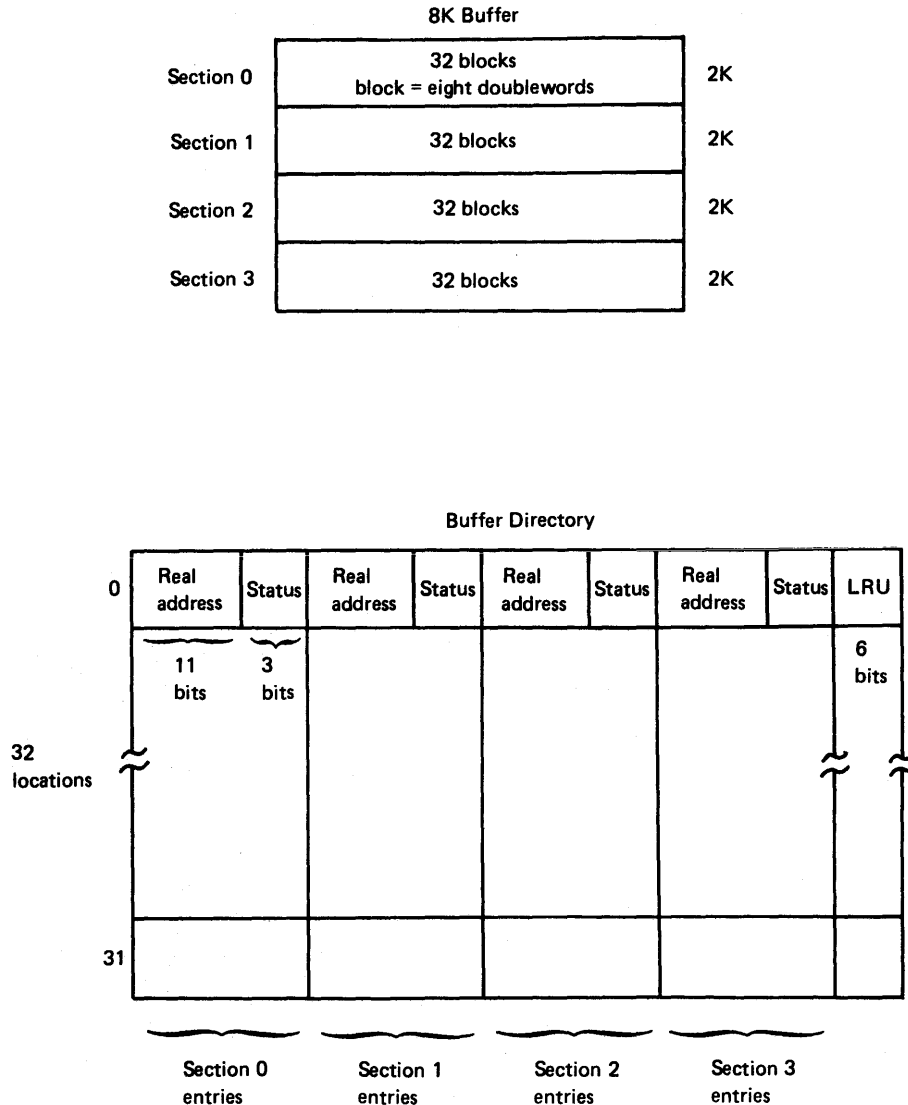 8K Buffer
Section 0
32 blocks
block = eight doublewords
2K
Section 1
32 blocks
2K
Section 2
32 blocks
2K
Section 3
32 blocks
2K
Buffer Directory
0
Real
address
Status
Real
address
Status
Real
address
Status
Real
address
Status
LRU
11
bits
3
bits
6
bits
32
locations
31
Section 0
entries
Section 1
entries
Section 2
entries
Section 3
entries